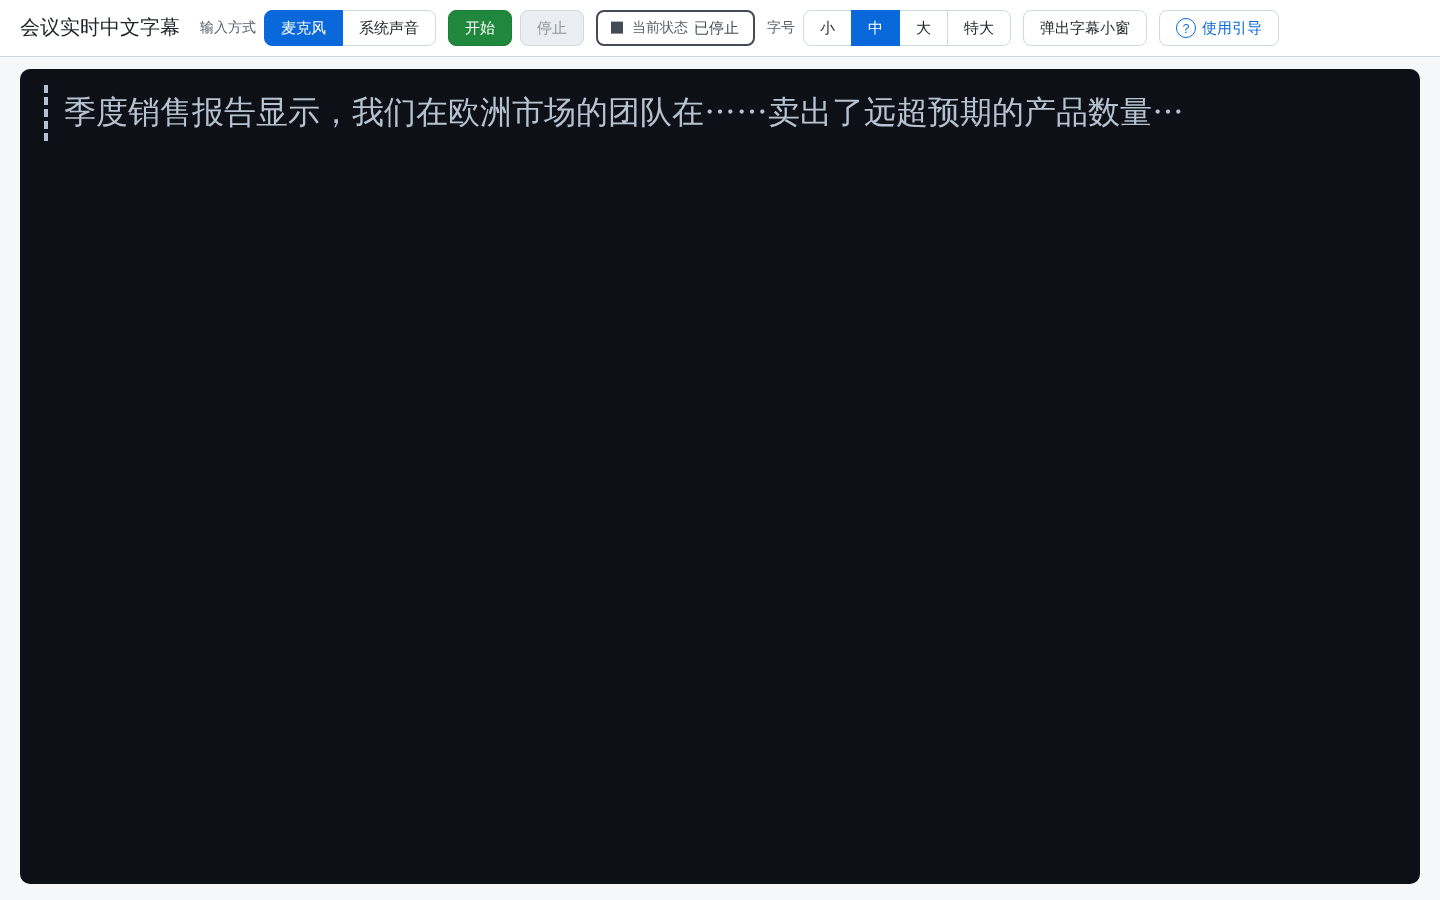 会议实时中文字幕 输入方式 麦克风 系统声音 开始 停止 当前状态 已停止 字号 小 中 大 特大 弹出字幕小窗 ? 使用引导
季度销售报告显示，我们在欧洲市场的团队在……卖出了远超预期的产品数量…